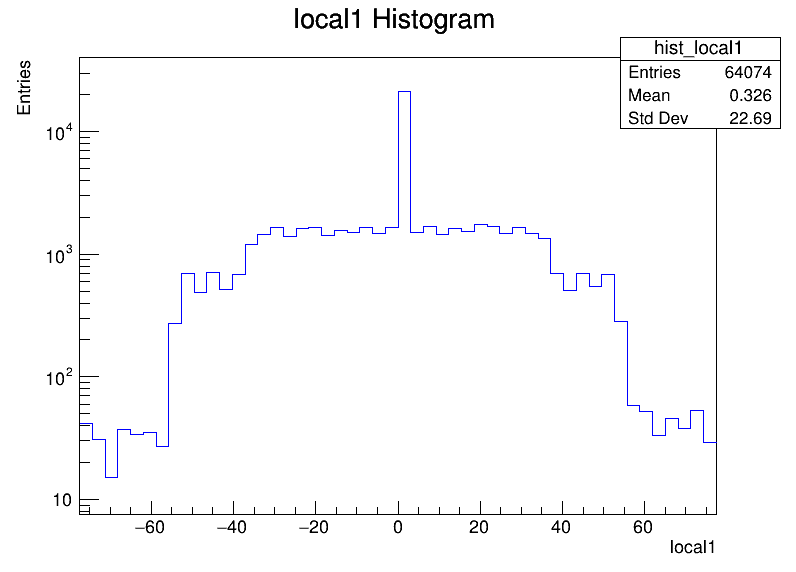 local1 Histogram
hist_local1
Entries 64074
Mean 0.326
Std Dev 22.69
Entries
10^4
10^3
10^2
10
−60 −40 −20 0 20 40 60
local1